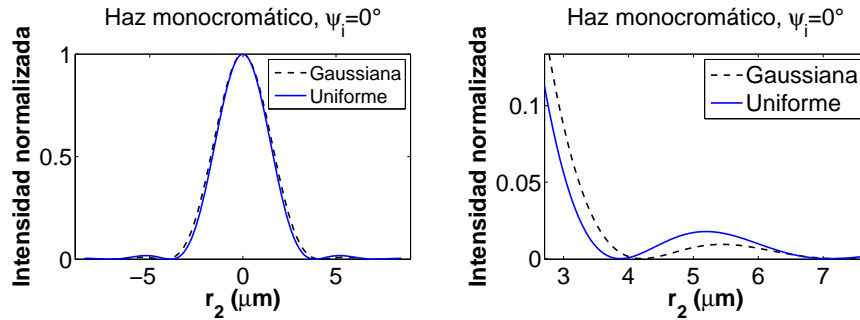 Haz monocromático, ψi=0°
Intensidad normalizada
1
0.5
0
Gaussiana
Uniforme
−5
0
5
r2 (μm)
Haz monocromático, ψi=0°
Intensidad normalizada
0.1
0.05
0
Gaussiana
Uniforme
3
4
5
6
7
r2 (μm)